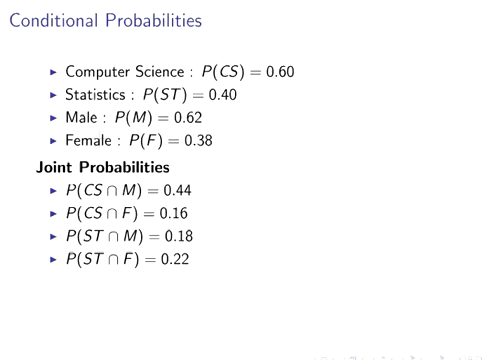 Conditional Probabilities
▶ Computer Science : P(CS) = 0.60
▶ Statistics : P(ST) = 0.40
▶ Male : P(M) = 0.62
▶ Female : P(F) = 0.38
Joint Probabilities
▶ P(CS ∩ M) = 0.44
▶ P(CS ∩ F) = 0.16
▶ P(ST ∩ M) = 0.18
▶ P(ST ∩ F) = 0.22